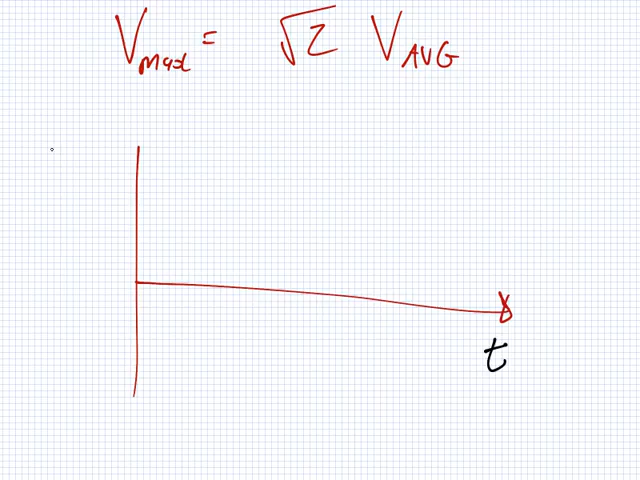 Vmax = √2 VAVG
t